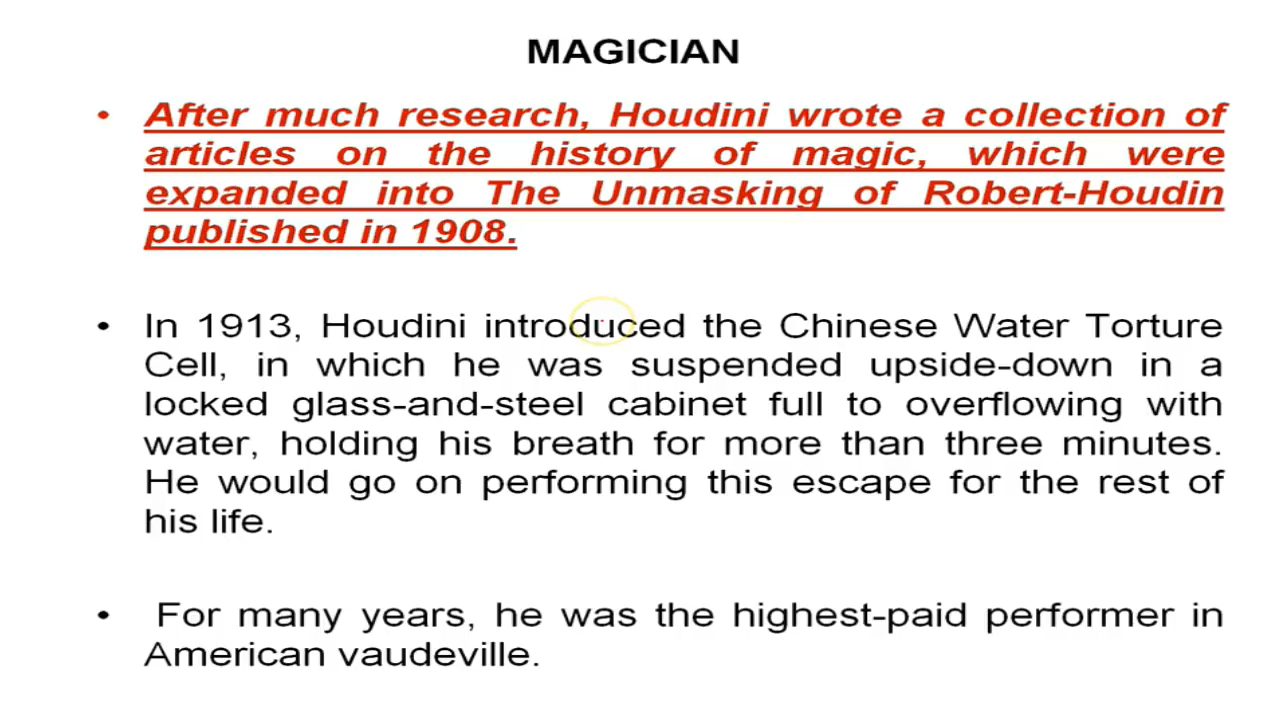 MAGICIAN
• After much research, Houdini wrote a collection of
articles on the history of magic, which were
expanded into The Unmasking of Robert-Houdin
published in 1908.
• In 1913, Houdini introduced the Chinese Water Torture
Cell, in which he was suspended upside-down in a
locked glass-and-steel cabinet full to overflowing with
water, holding his breath for more than three minutes.
He would go on performing this escape for the rest of
his life.
• For many years, he was the highest-paid performer in
American vaudeville.